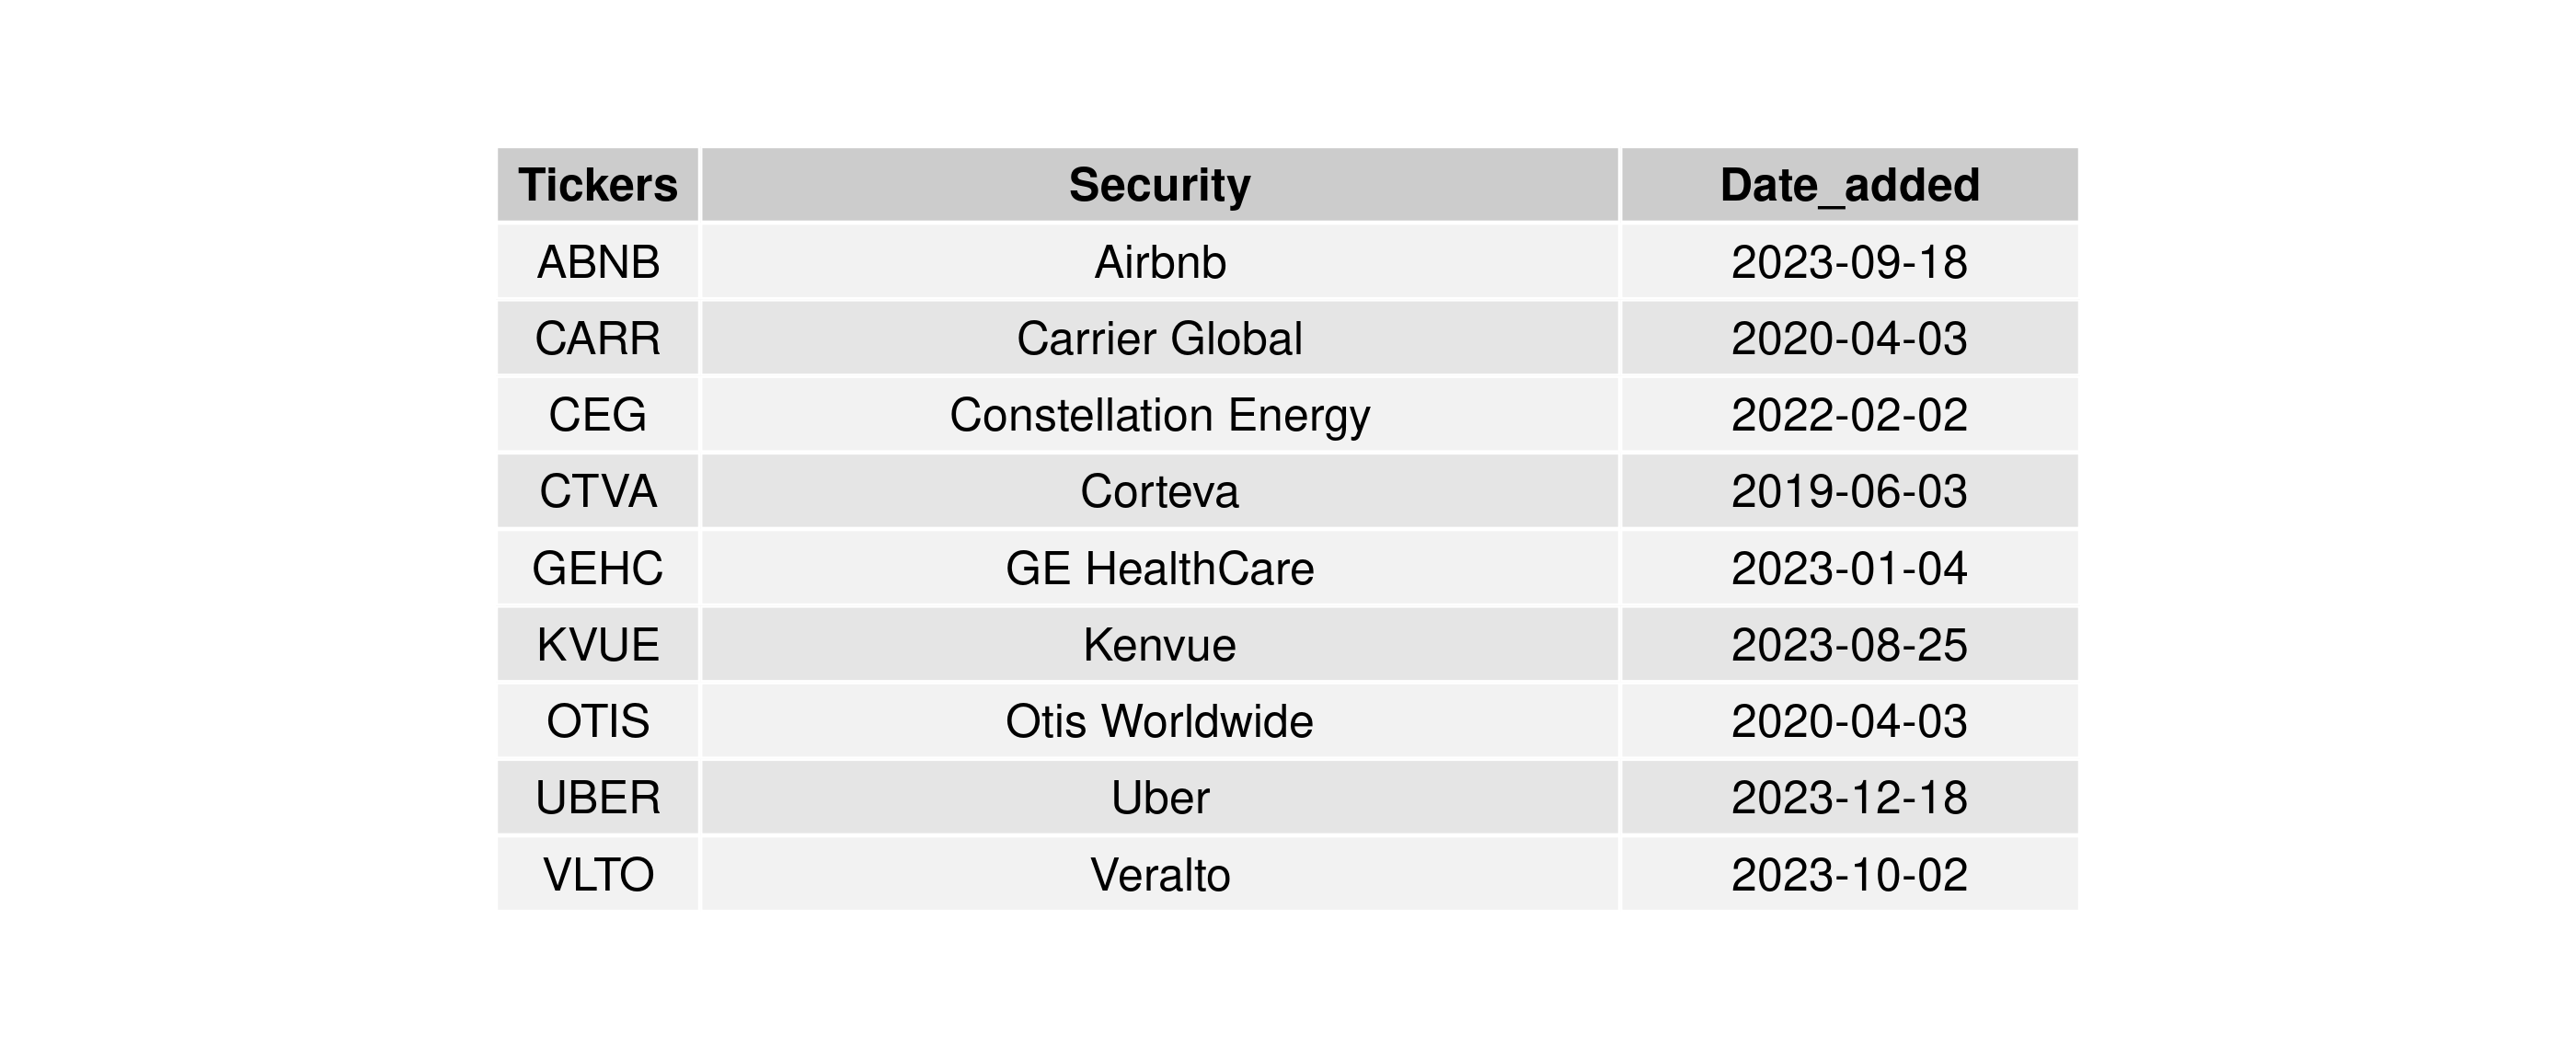 Tickers Security Date_added
ABNB Airbnb 2023-09-18
CARR Carrier Global 2020-04-03
CEG Constellation Energy 2022-02-02
CTVA Corteva 2019-06-03
GEHC GE HealthCare 2023-01-04
KVUE Kenvue 2023-08-25
OTIS Otis Worldwide 2020-04-03
UBER Uber 2023-12-18
VLTO Veralto 2023-10-02